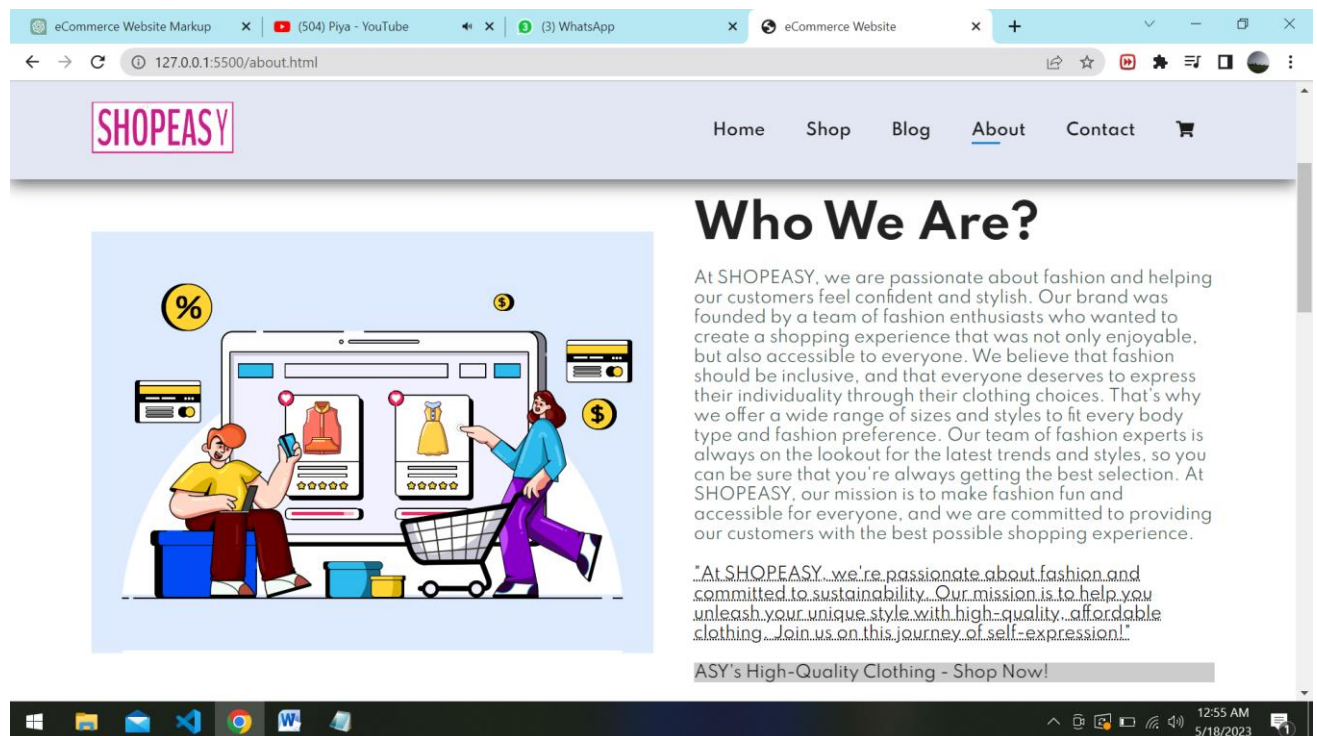 eCommerce Website Markup
(504) Piya - YouTube
(3) WhatsApp
eCommerce Website
127.0.0.1:5500/about.html
SHOPEASY
Home Shop Blog About Contact
Who We Are?
At SHOPEASY, we are passionate about fashion and helping
our customers feel confident and stylish. Our brand was
founded by a team of fashion enthusiasts who wanted to
create a shopping experience that was not only enjoyable,
but also accessible to everyone. We believe that fashion
should be inclusive, and that everyone deserves to express
their individuality through their clothing choices. That's why
we offer a wide range of sizes and styles to fit every body
type and fashion preference. Our team of fashion experts is
always on the lookout for the latest trends and styles, so you
can be sure that you're always getting the best selection. At
SHOPEASY, our mission is to make fashion fun and
accessible for everyone, and we are committed to providing
our customers with the best possible shopping experience.
"At SHOPEASY, we're passionate about fashion and
committed to sustainability. Our mission is to help you
unleash your unique style with high-quality, affordable
clothing. Join us on this journey of self-expression!"
ASY's High-Quality Clothing - Shop Now!
%
$
$
W
12:55 AM
5/18/2023
1